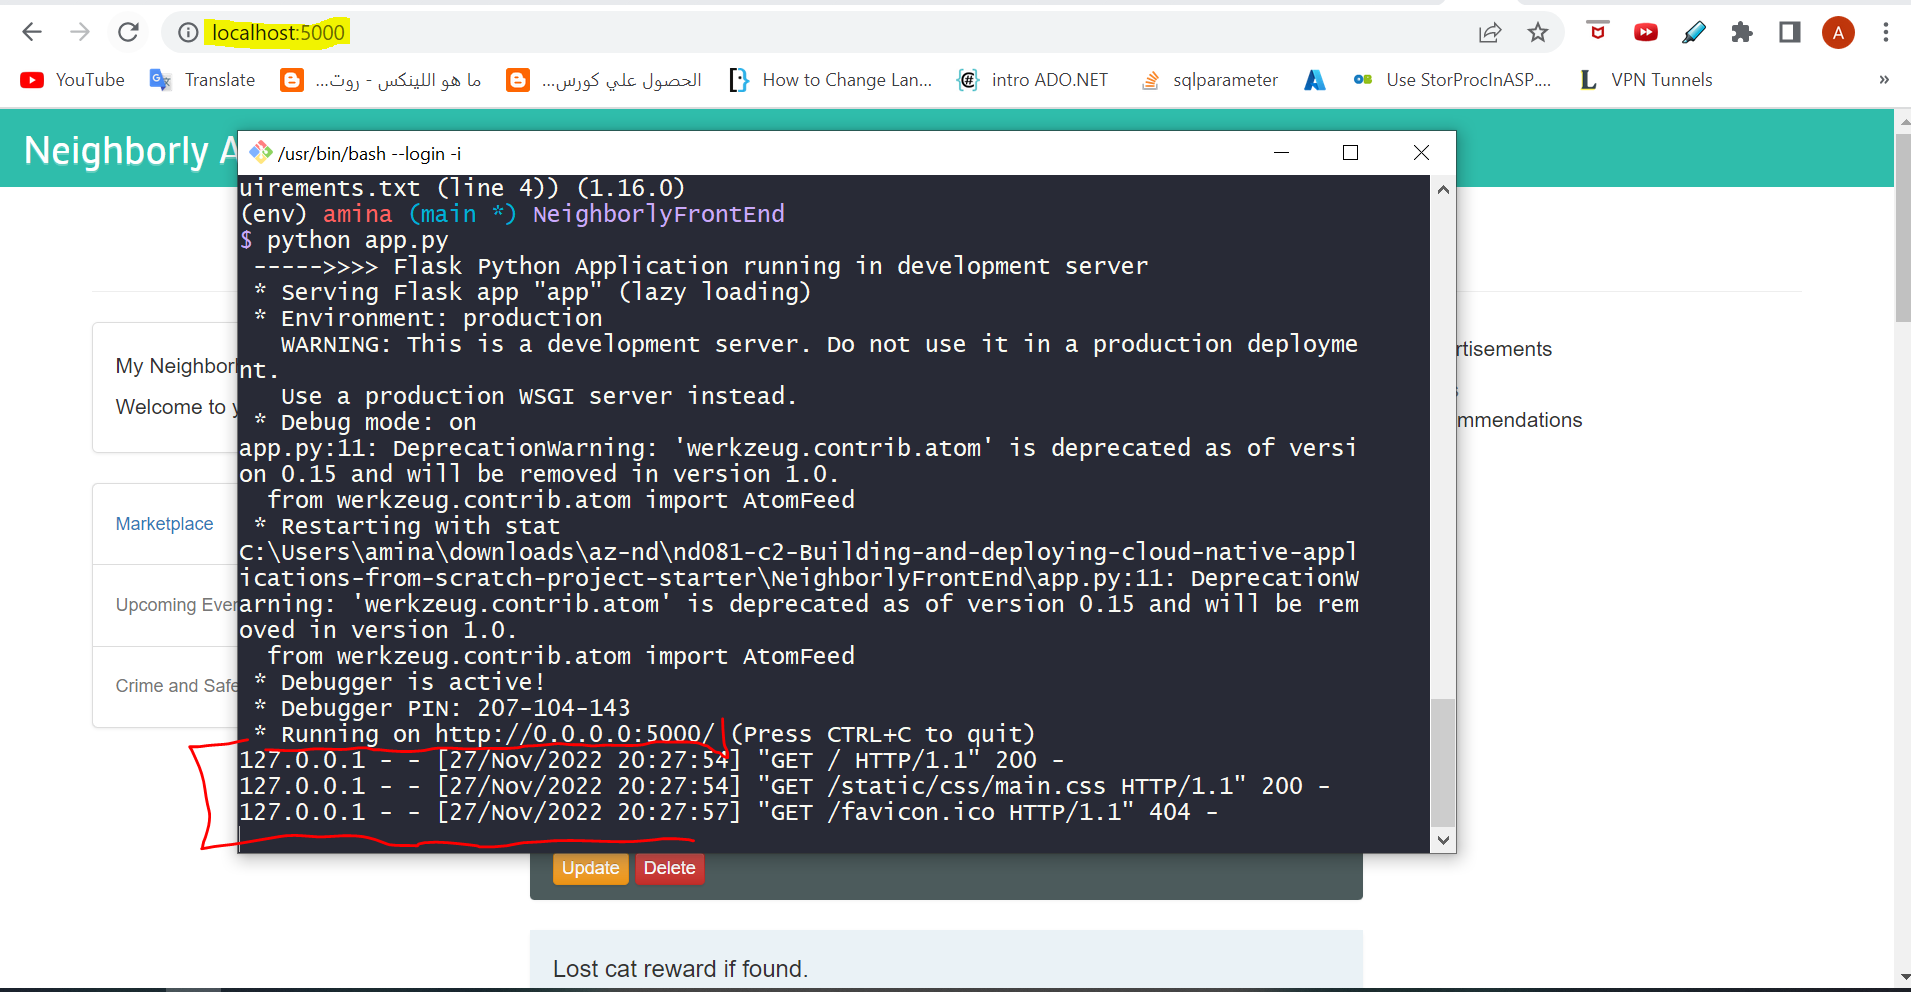 localhost:5000
A
YouTube
Translate
ما هو اللينكس - روت...
الحصول علي كورس...
How to Change Lan...
intro ADO.NET
sqlparameter
Use StorProcInASP....
VPN Tunnels
»
Neighborly A
/usr/bin/bash --login -i
uirements.txt (line 4)) (1.16.0)
(env) amina (main *) NeighborlyFrontEnd
$ python app.py
----->>>> Flask Python Application running in development server
* Serving Flask app "app" (lazy loading)
* Environment: production
WARNING: This is a development server. Do not use it in a production deployme
nt.
Use a production WSGI server instead.
* Debug mode: on
app.py:11: DeprecationWarning: 'werkzeug.contrib.atom' is deprecated as of versi
on 0.15 and will be removed in version 1.0.
from werkzeug.contrib.atom import AtomFeed
* Restarting with stat
C:\Users\amina\downloads\az-nd\nd081-c2-Building-and-deploying-cloud-native-appl
ications-from-scratch-project-starter\NeighborlyFrontEnd\app.py:11: DeprecationW
arning: 'werkzeug.contrib.atom' is deprecated as of version 0.15 and will be rem
oved in version 1.0.
from werkzeug.contrib.atom import AtomFeed
* Debugger is active!
* Debugger PIN: 207-104-143
* Running on http://0.0.0.0:5000/ (Press CTRL+C to quit)
127.0.0.1 - - [27/Nov/2022 20:27:54] "GET / HTTP/1.1" 200 -
127.0.0.1 - - [27/Nov/2022 20:27:54] "GET /static/css/main.css HTTP/1.1" 200 -
127.0.0.1 - - [27/Nov/2022 20:27:57] "GET /favicon.ico HTTP/1.1" 404 -
My Neighborl
Welcome to y
Marketplace
Upcoming Ever
Crime and Safe
rtisements
mmendations
Update Delete
Lost cat reward if found.